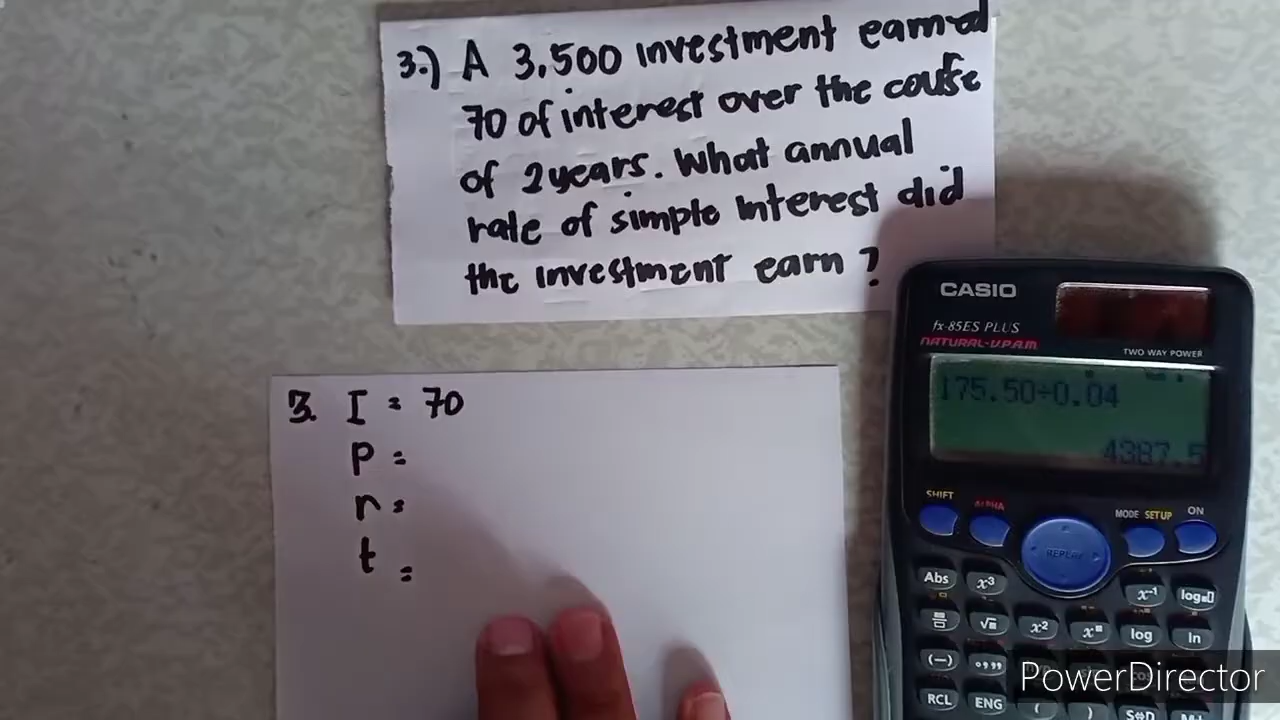 3.) A 3,500 investment earned
70 of interest over the course
of 2 years. What annual
rate of simple interest did
the investment earn?
3. I = 70
P =
r =
t =
CASIO
fx-85ES PLUS
NATURAL-V.P.A.M.
TWO WAY POWER
175.50÷0.04
4387.5
SHIFT ALPHA MODE SETUP ON
REPLAY
Abs x³ x⁻¹ log
√ x² log ln
(-) °,,,
RCL ENG ( ) S⇔D
PowerDirector